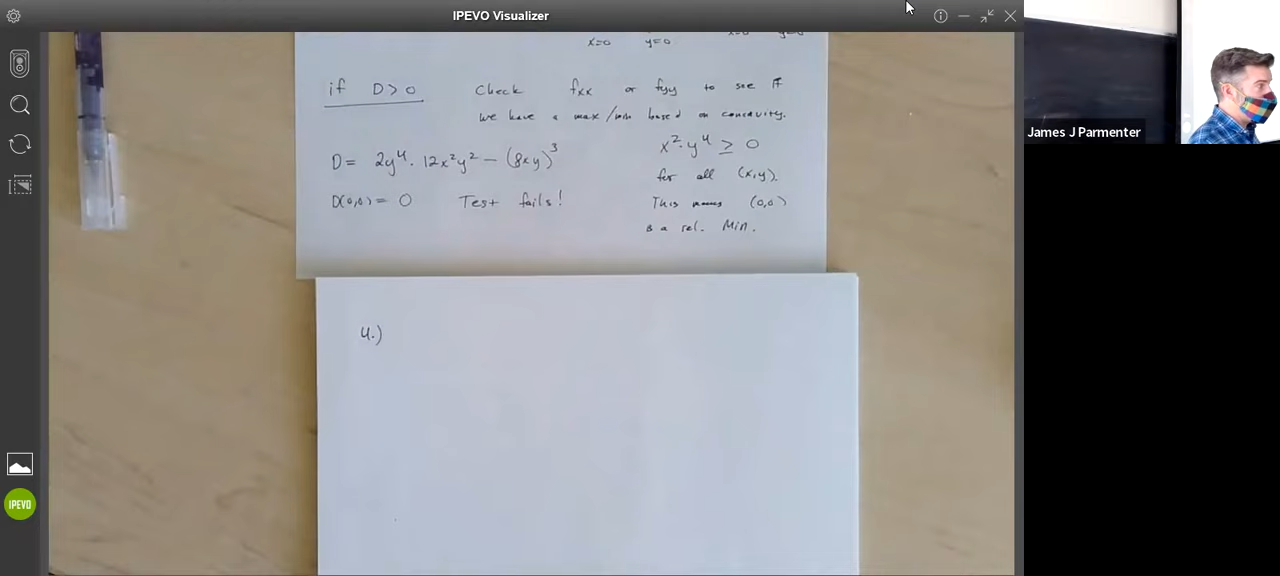 IPEVO Visualizer
x=0 y=0
if D>0 Check fxx or fyy to see if
we have a max/min based on concavity.
D= 2y⁴·12x²y² − (8xy)³
x²·y⁴ ≥ 0
for all (x,y).
D(0,0)= 0 Test fails!
This means (0,0)
is a rel. Min.
4.)
James J Parmenter
IPEVO